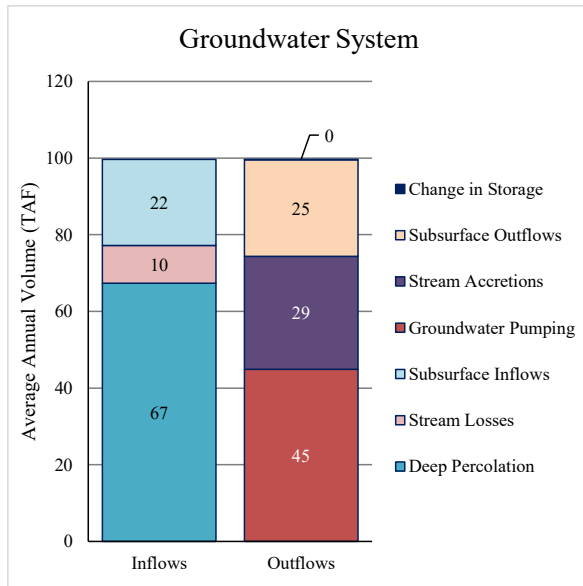 Groundwater System
Average Annual Volume (TAF)
120
100
80
60
40
20
0
22
10
67
0
25
29
45
Inflows
Outflows
Change in Storage
Subsurface Outflows
Stream Accretions
Groundwater Pumping
Subsurface Inflows
Stream Losses
Deep Percolation